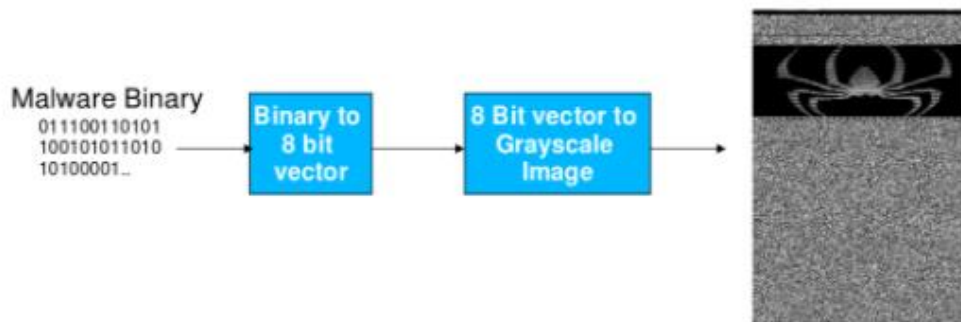 Malware Binary
011100110101
100101011010
10100001..
Binary to
8 bit
vector
8 Bit vector to
Grayscale
Image